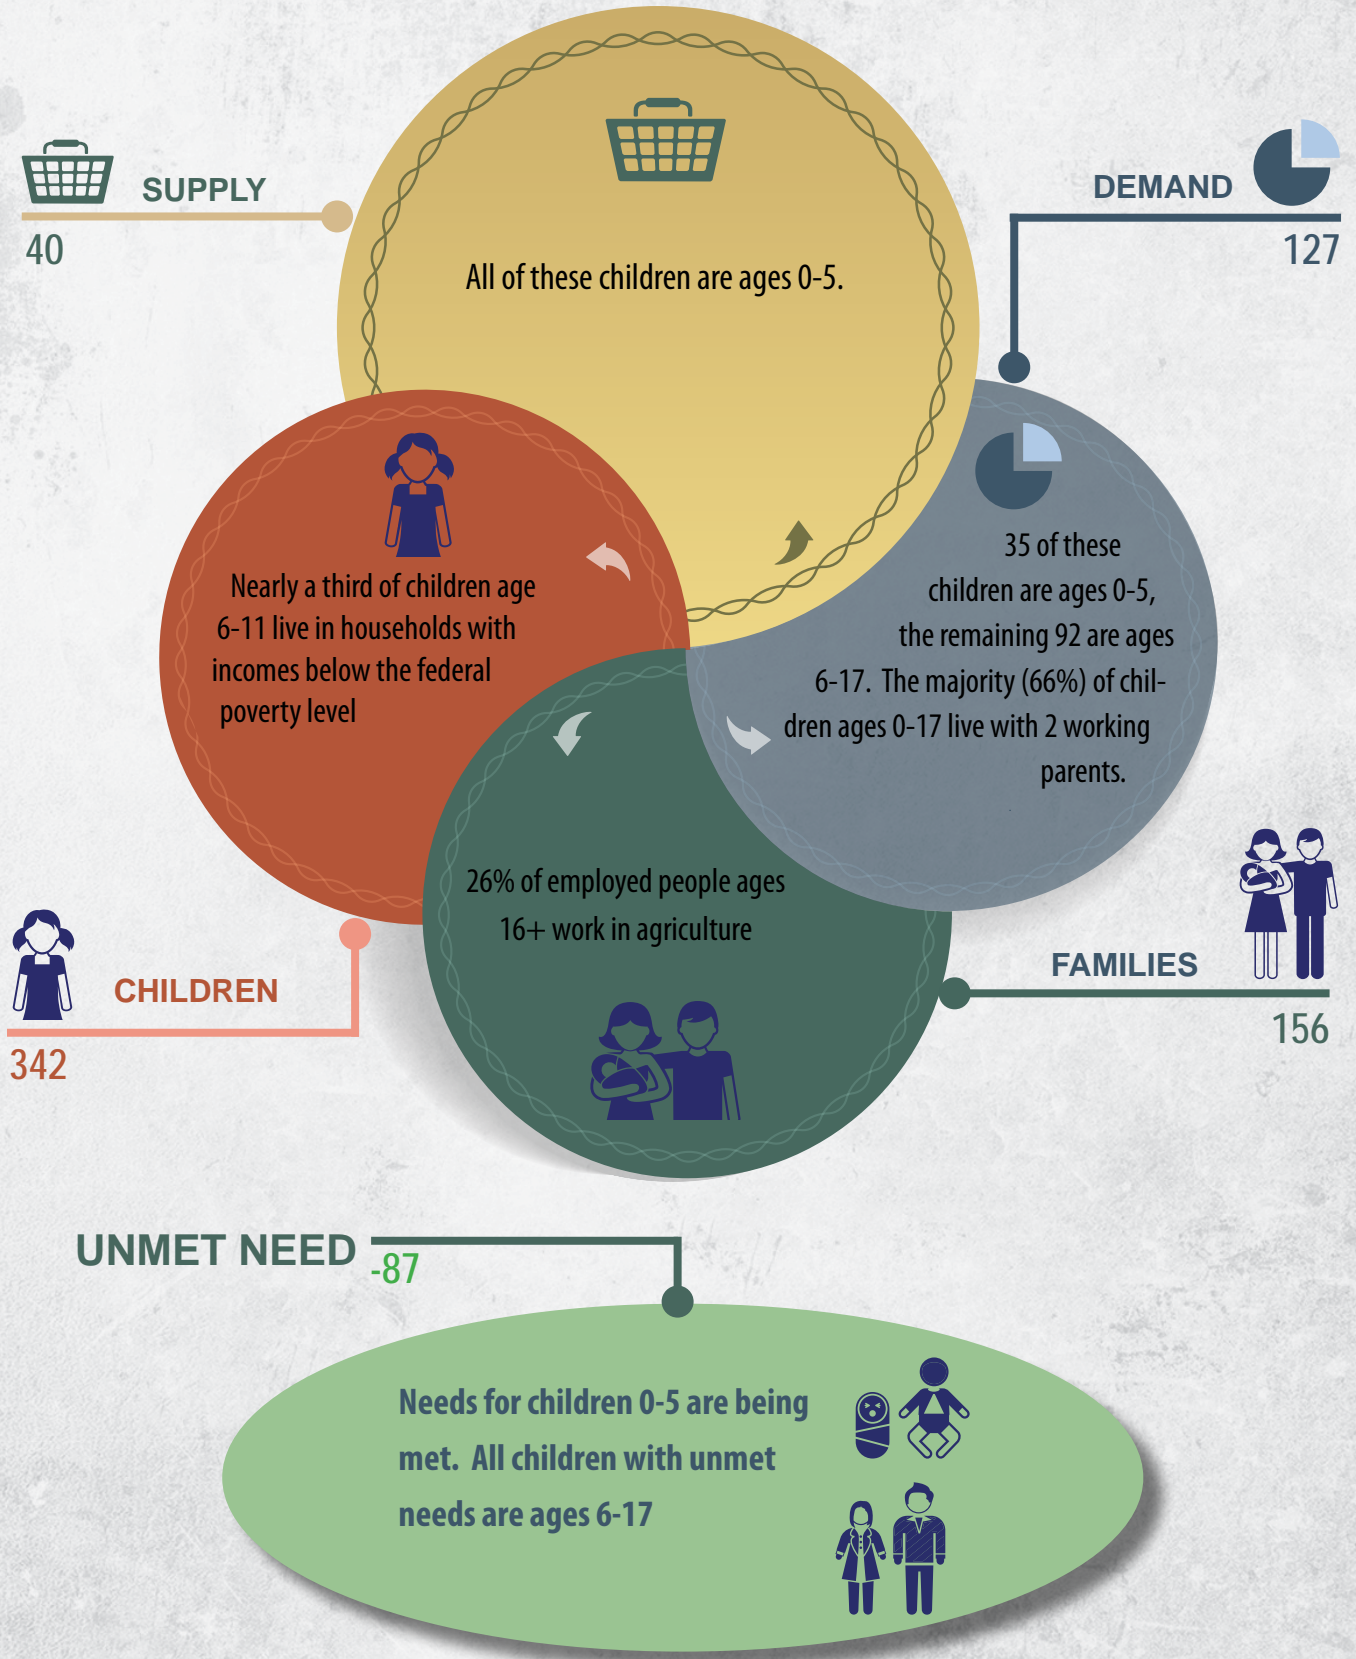 SUPPLY
40
DEMAND
127
All of these children are ages 0-5.
35 of these
children are ages 0-5,
the remaining 92 are ages
6-17.  The majority (66%) of chil-
dren ages 0-17 live with 2 working
parents.
Nearly a third of children age
6-11 live in households with
incomes below the federal
poverty level
26% of employed people ages
16+ work in agriculture
CHILDREN
342
FAMILIES
156
UNMET NEED
-87
Needs for children 0-5 are being
met.  All children with unmet
needs are ages 6-17